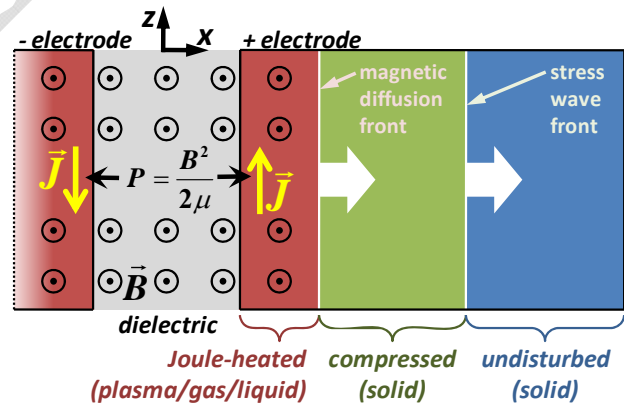 z
x
- electrode
+ electrode
magnetic
diffusion
front
stress
wave
front
J
P = B²/2μ
J
B
dielectric
Joule-heated
(plasma/gas/liquid)
compressed
(solid)
undisturbed
(solid)